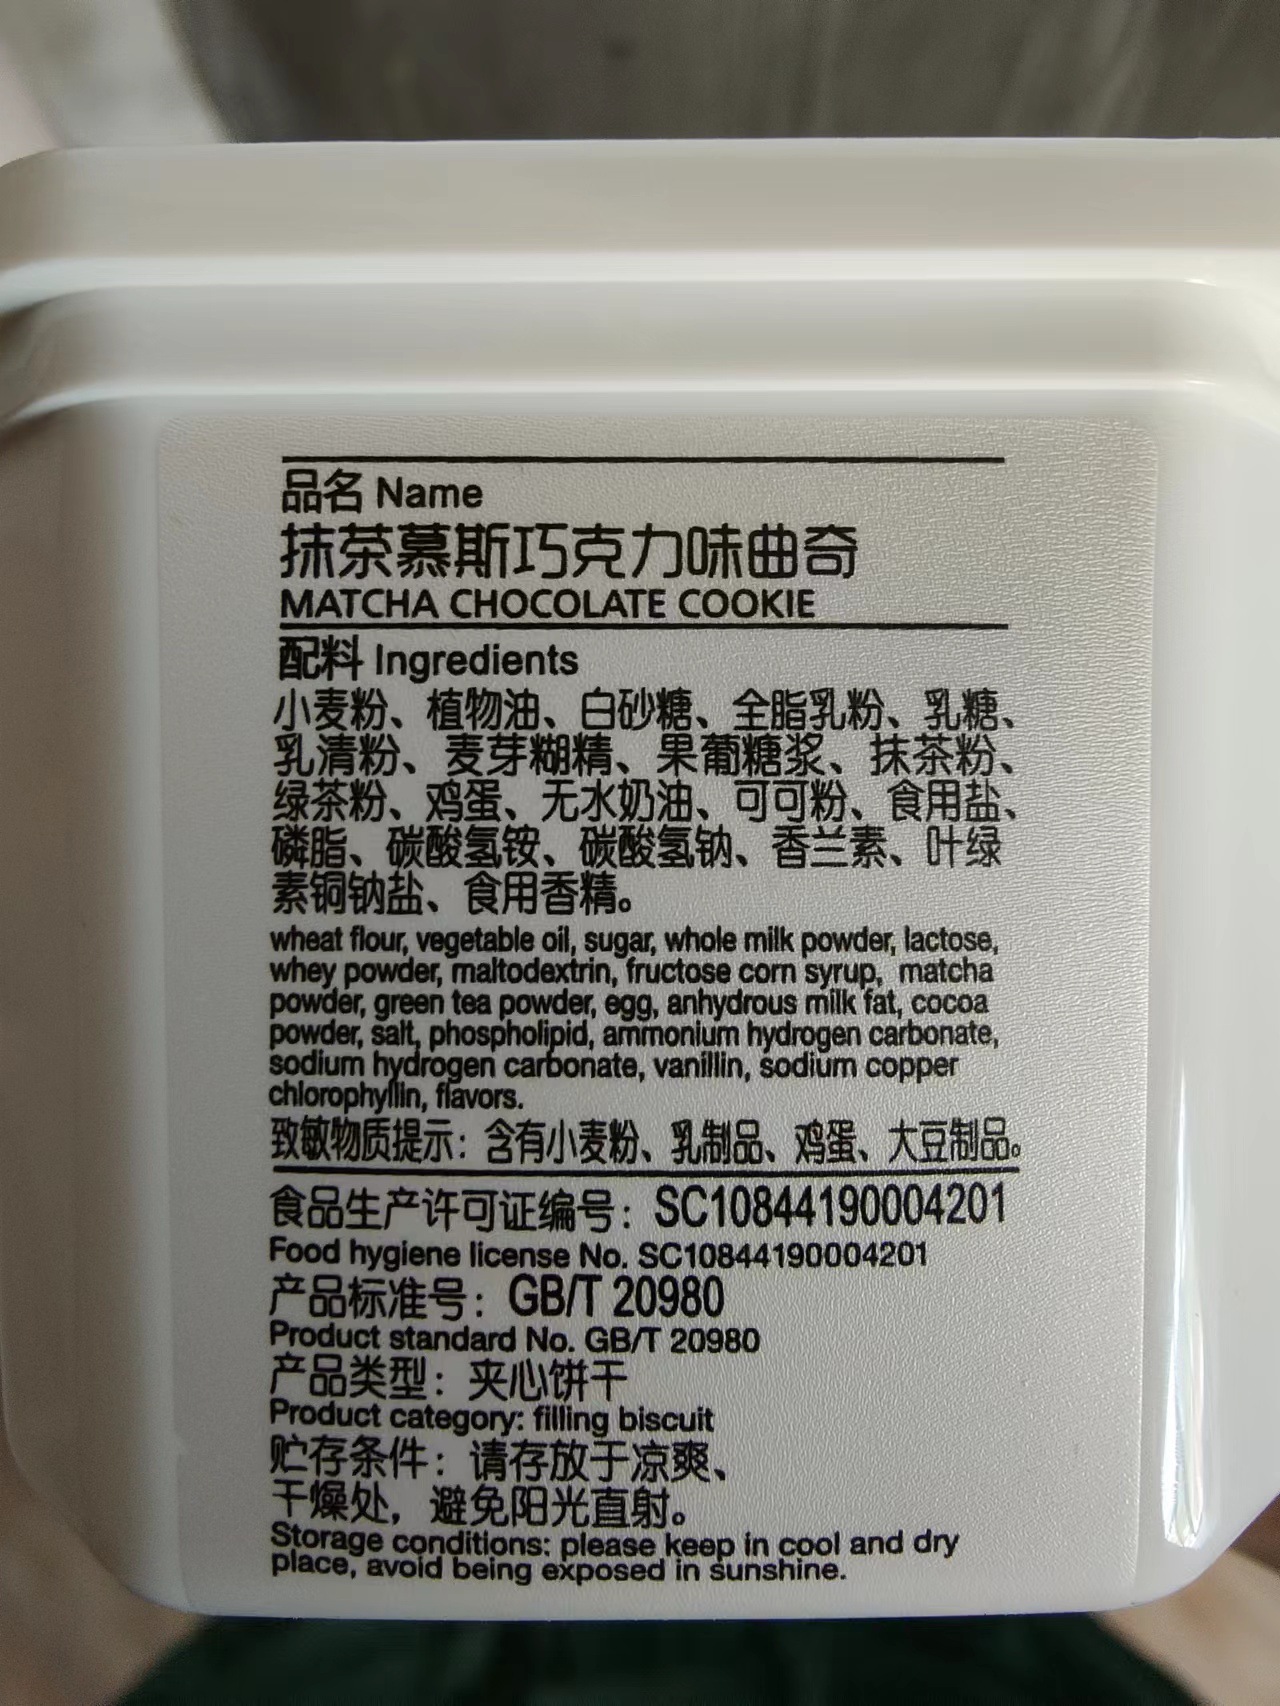 品名 Name
抹茶慕斯巧克力味曲奇
MATCHA CHOCOLATE COOKIE
配料 Ingredients
小麦粉、植物油、白砂糖、全脂乳粉、乳糖、
乳清粉、麦芽糊精、果葡糖浆、抹茶粉、
绿茶粉、鸡蛋、无水奶油、可可粉、食用盐、
磷脂、碳酸氢铵、碳酸氢钠、香兰素、叶绿
素铜钠盐、食用香精。
wheat flour, vegetable oil, sugar, whole milk powder, lactose,
whey powder, maltodextrin, fructose corn syrup, matcha
powder, green tea powder, egg, anhydrous milk fat, cocoa
powder, salt, phospholipid, ammonium hydrogen carbonate,
sodium hydrogen carbonate, vanillin, sodium copper
chlorophyllin, flavors.
致敏物质提示：含有小麦粉、乳制品、鸡蛋、大豆制品。
食品生产许可证编号：SC10844190004201
Food hygiene license No. SC10844190004201
产品标准号：GB/T 20980
Product standard No. GB/T 20980
产品类型：夹心饼干
Product category: filling biscuit
贮存条件：请存放于凉爽、
干燥处，避免阳光直射。
Storage conditions: please keep in cool and dry
place, avoid being exposed in sunshine.